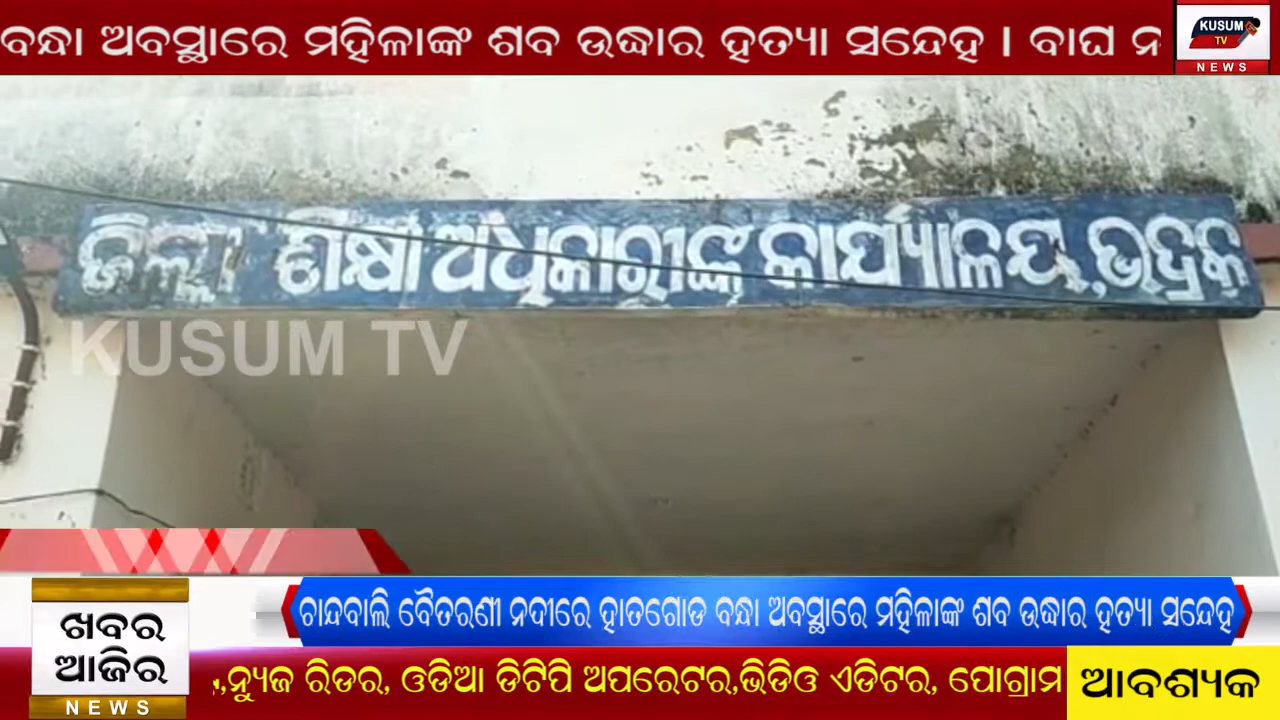 ବନ୍ଧା ଅବସ୍ଥାରେ ମହିଳାଙ୍କ ଶବ ଉଦ୍ଧାର ହତ୍ୟା ସନ୍ଦେହ । ବାଘ
KUSUM
TV
NEWS
ଜିଲ୍ଲା ଶିକ୍ଷା ଅଧିକାରୀଙ୍କ କାର୍ଯ୍ୟାଳୟ, ଭଦ୍ରକ
KUSUM TV
ଚାନ୍ଦବାଲି ବୈତରଣୀ ନଦୀରେ ହାତଗୋଡ ବନ୍ଧା ଅବସ୍ଥାରେ ମହିଳାଙ୍କ ଶବ ଉଦ୍ଧାର ହତ୍ୟା ସନ୍ଦେହ
ଖବର
ଆଜିର
NEWS
,ନ୍ୟୁଜ ରିଡର, ଓଡିଆ ଡିଟିପି ଅପରେଟର,ଭିଡିଓ ଏଡିଟର, ପୋଗ୍ରାମ
ଆବଶ୍ୟକ